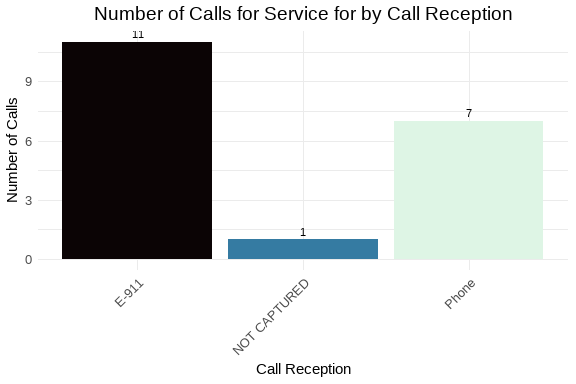 Number of Calls for Service for by Call Reception
11
9
7
6
3
1
0
Number of Calls
E-911
NOT CAPTURED
Phone
Call Reception